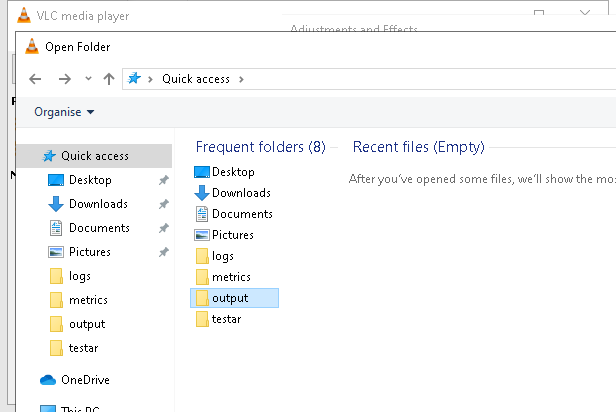 VLC media player
Adjustments and Effects
Open Folder
Quick access
Organise
Quick access
Desktop
Downloads
Documents
Pictures
logs
metrics
output
testar
OneDrive
This PC
Frequent folders (8)
Desktop
Downloads
Documents
Pictures
logs
metrics
output
testar
Recent files (Empty)
After you've opened some files, we'll show the mos